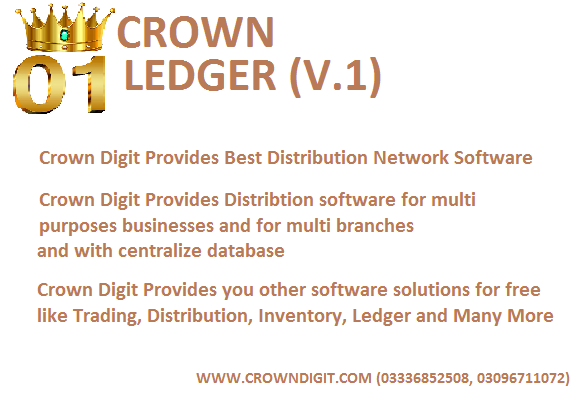 CROWN
01
LEDGER (V.1)
Crown Digit Provides Best Distribution Network Software
Crown Digit Provides Distribtion software for multi
purposes businesses and for multi branches
and with centralize database
Crown Digit Provides you other software solutions for free
like Trading, Distribution, Inventory, Ledger and Many More
WWW.CROWNDIGIT.COM (03336852508, 03096711072)